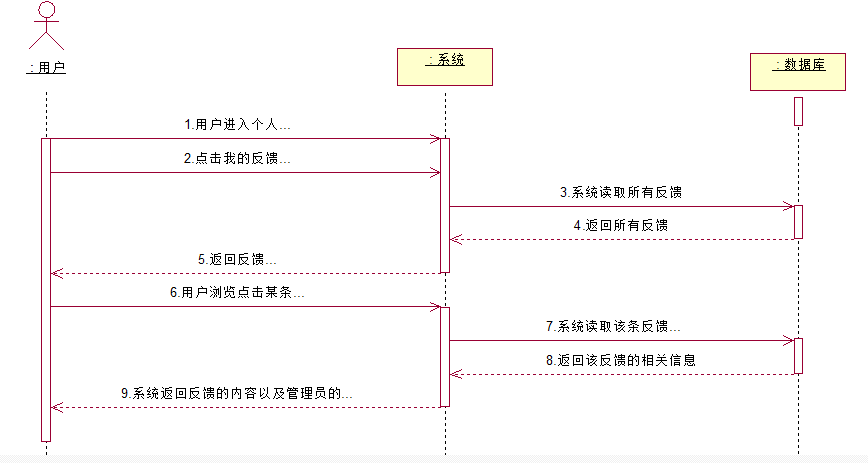 : 用户
: 系统
: 数据库
1.用户进入个人...
2.点击我的反馈...
3.系统读取所有反馈
4.返回所有反馈
5.返回反馈...
6.用户浏览点击某条...
7.系统读取该条反馈...
8.返回该反馈的相关信息
9.系统返回反馈的内容以及管理员的...